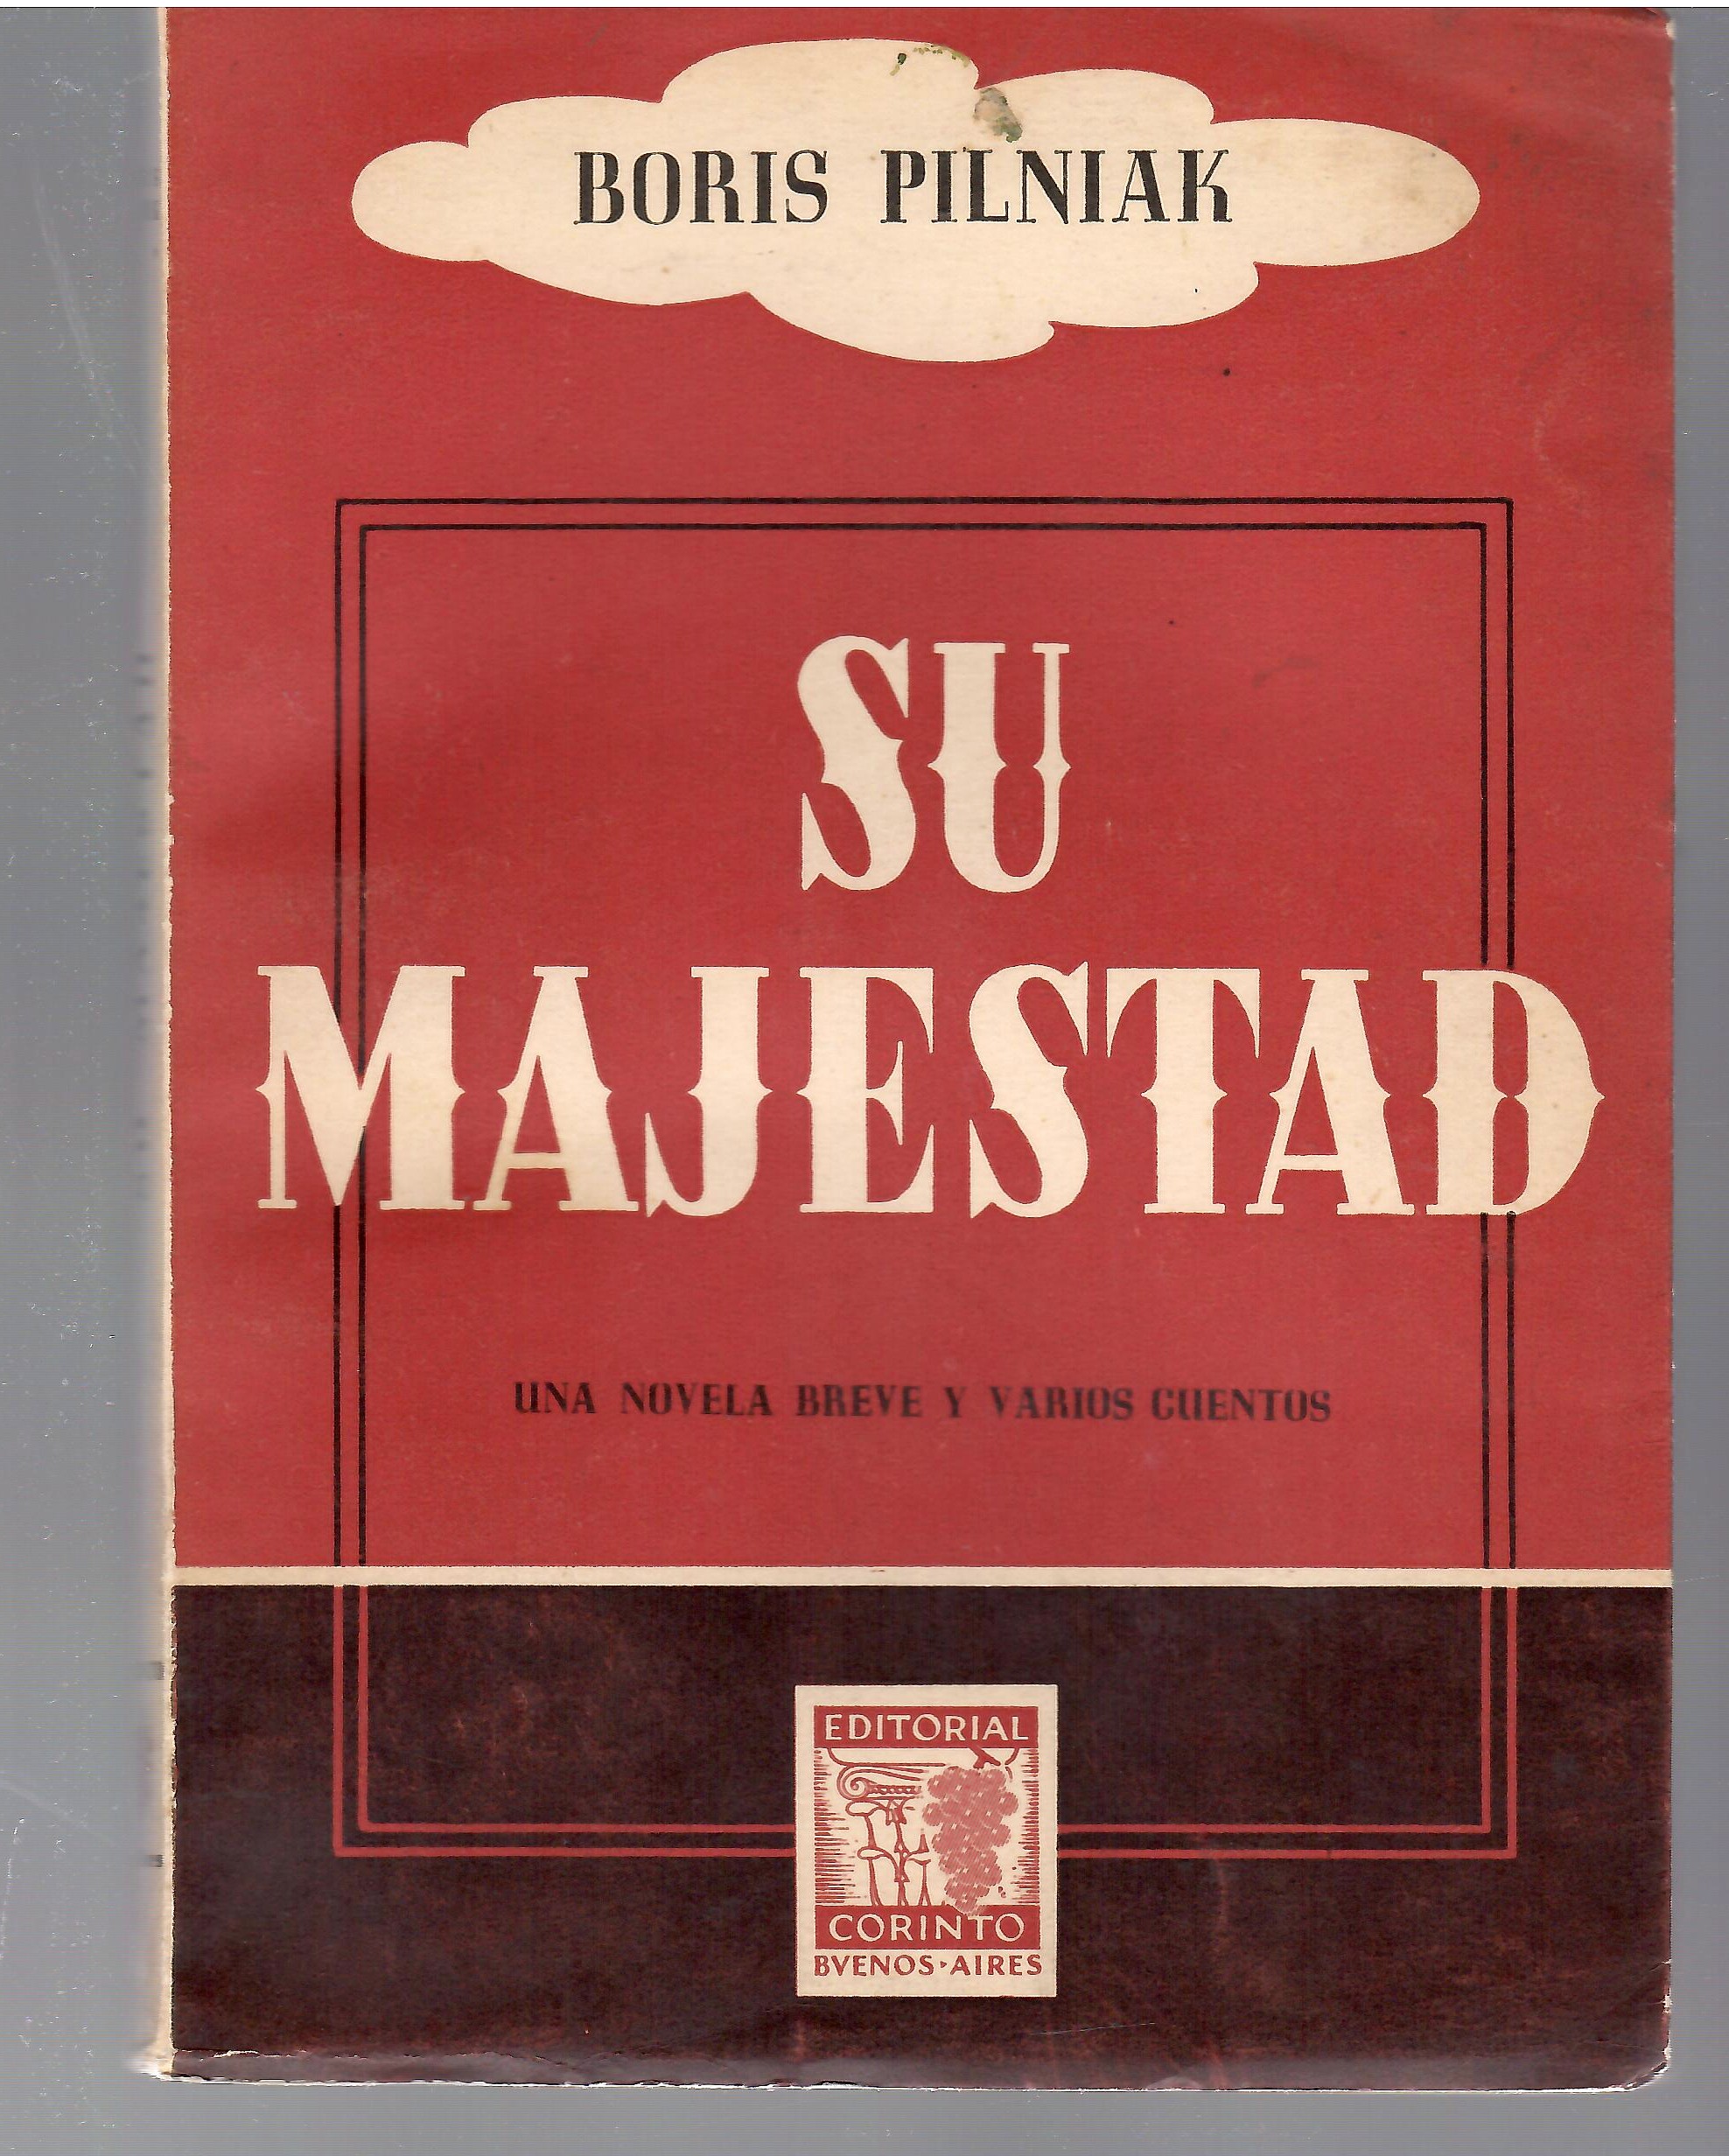 BORIS PILNIAK
SU
MAJESTAD
UNA NOVELA BREVE Y VARIOS CUENTOS
EDITORIAL
CORINTO
BVENOS·AIRES